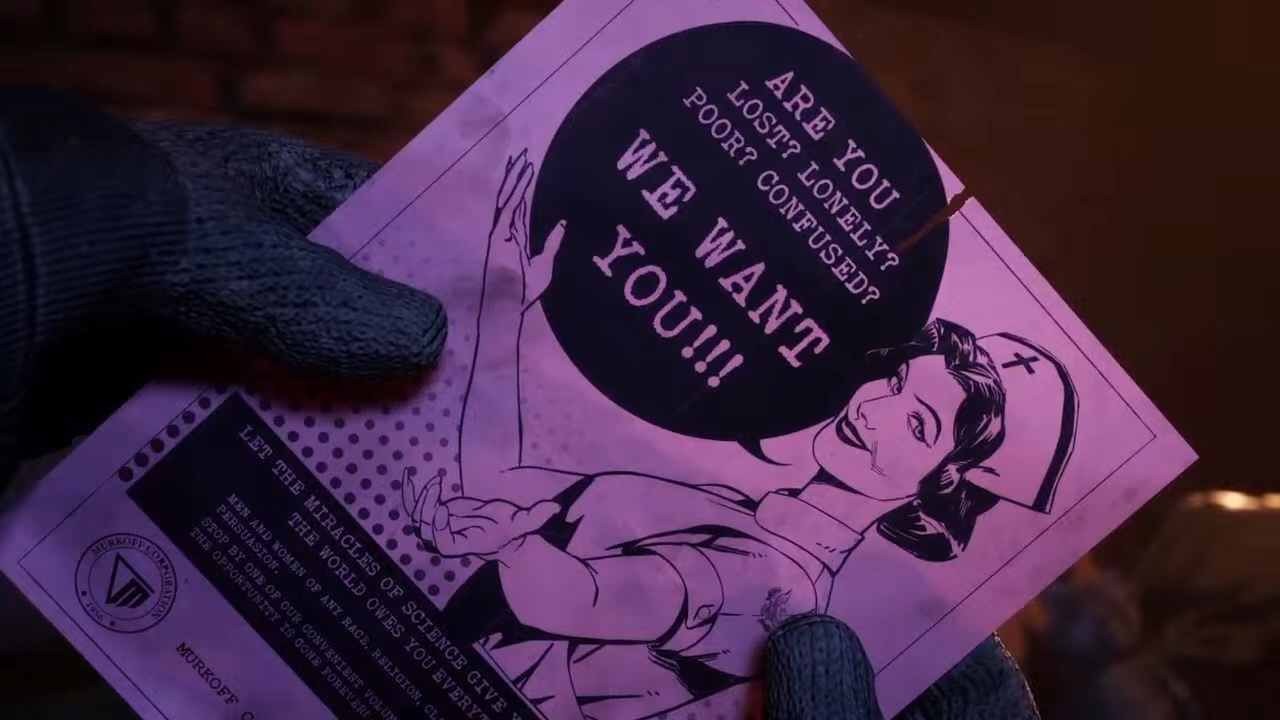 ARE YOU
LOST? LONELY?
POOR? CONFUSED?
WE WANT
YOU!!!
LET THE MIRACLES OF SCIENCE GIVE
THE WORLD OWES YOU
MEN AND WOMEN OF ANY RACE, RELIGION
PERSUASION.
STOP BY ONE OF OUR CONVENIENT
THE OPPORTUNITY IS GONE FOREVER!
MURKOFF CORPORATION
1956
MURKOFF